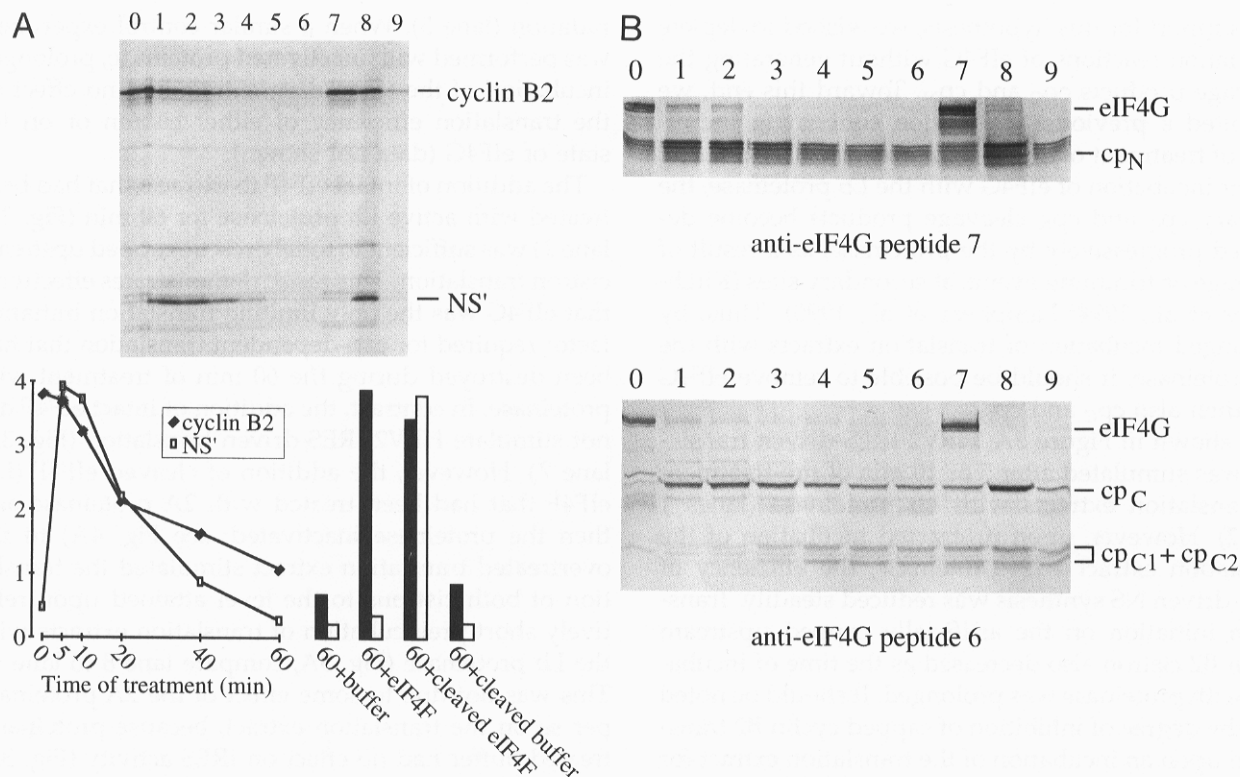 A
0 1 2 3 4 5 6 7 8 9
cyclin B2
NS'
4
3
2
1
0
cyclin B2
NS'
0 5 10 20 40 60
Time of treatment (min)
60+buffer
60+eIF4F
60+cleaved eIF4F
60+cleaved buffer
B
0 1 2 3 4 5 6 7 8 9
eIF4G
cpN
anti-eIF4G peptide 7
0 1 2 3 4 5 6 7 8 9
eIF4G
cpC
cpC1 + cpC2
anti-eIF4G peptide 6